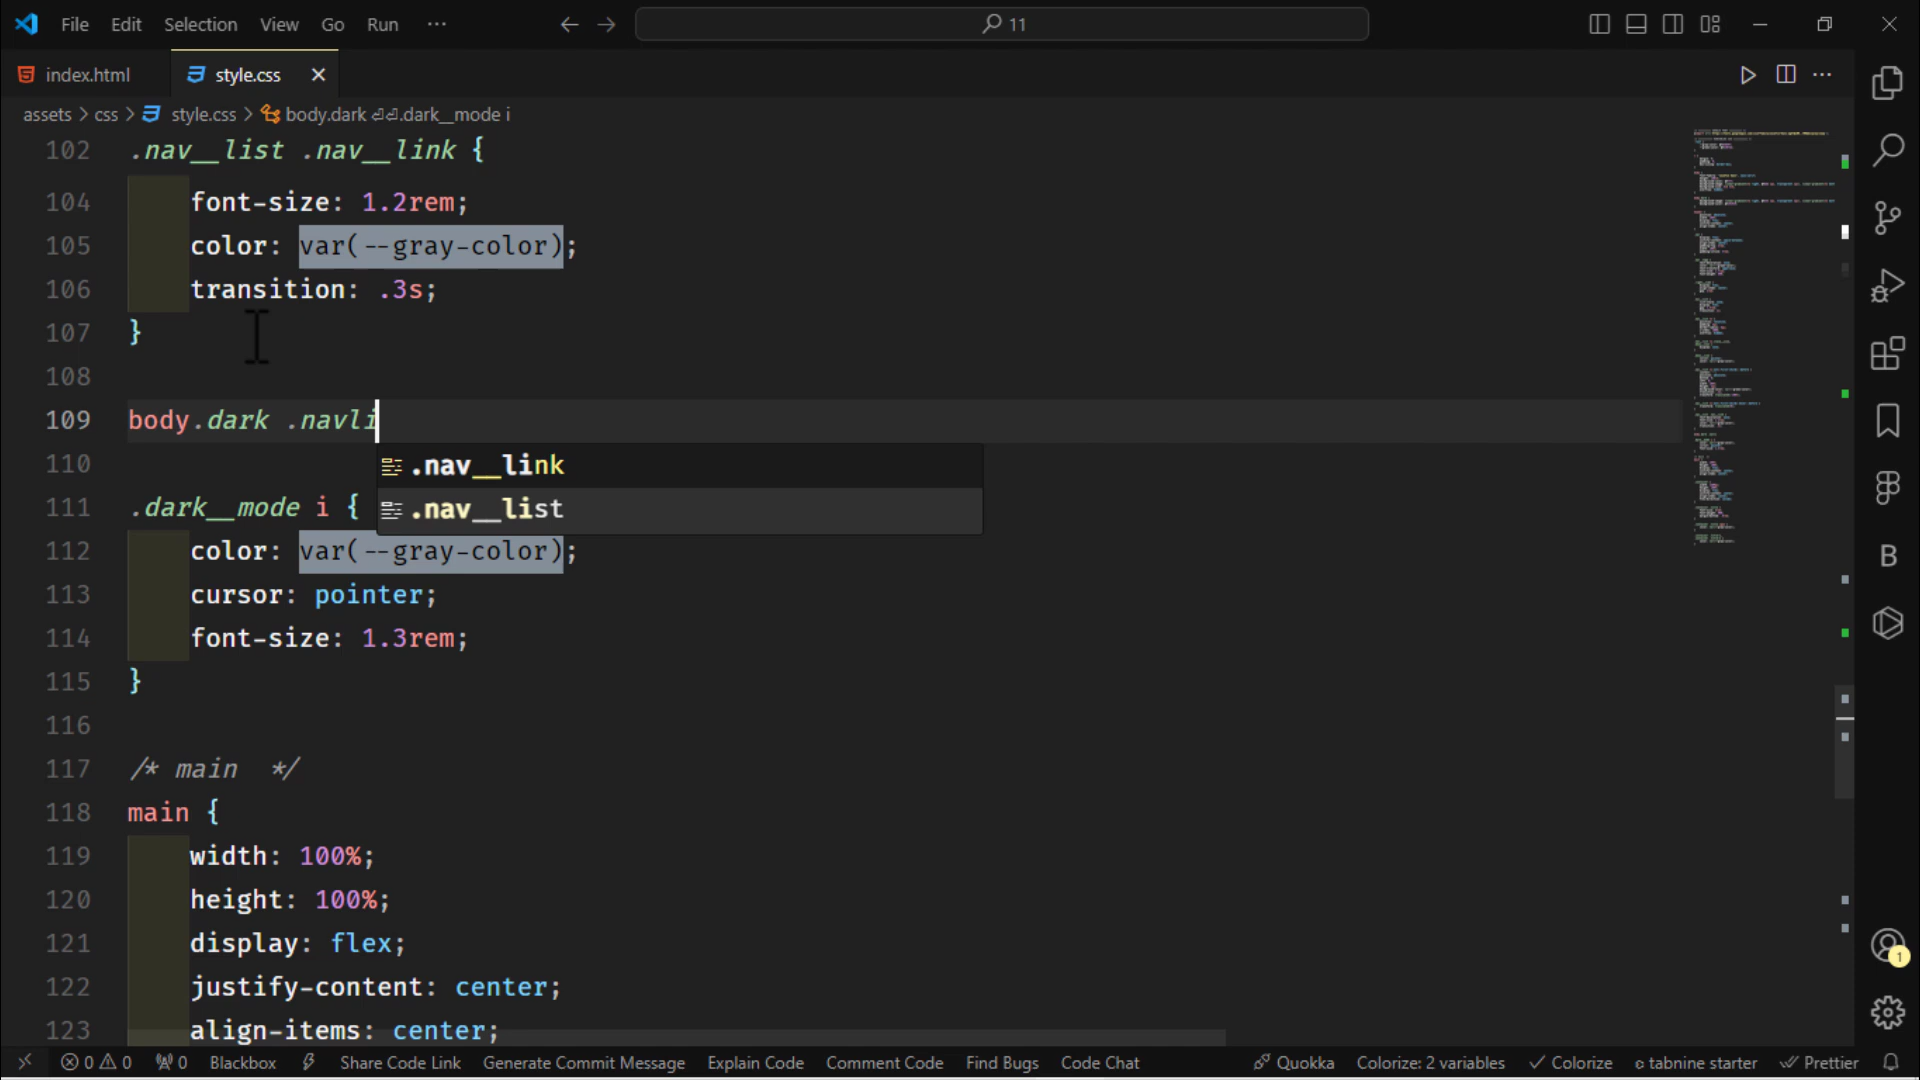 File Edit Selection View Go Run ··· 11
index.html style.css
assets > css > style.css > body.dark ⏎⏎.dark__mode i
102 .nav__list .nav__link {
104 font-size: 1.2rem;
105 color: var(--gray-color);
106 transition: .3s;
107 }
108
109 body.dark .navli
.nav__link
110
.nav__list
111 .dark__mode i {
112 color: var(--gray-color);
113 cursor: pointer;
114 font-size: 1.3rem;
115 }
116
117 /* main  */
118 main {
119 width: 100%;
120 height: 100%;
121 display: flex;
122 justify-content: center;
123 align-items: center;
B
1
0 0 0 Blackbox Share Code Link Generate Commit Message Explain Code Comment Code Find Bugs Code Chat Quokka Colorize: 2 variables Colorize tabnine starter Prettier